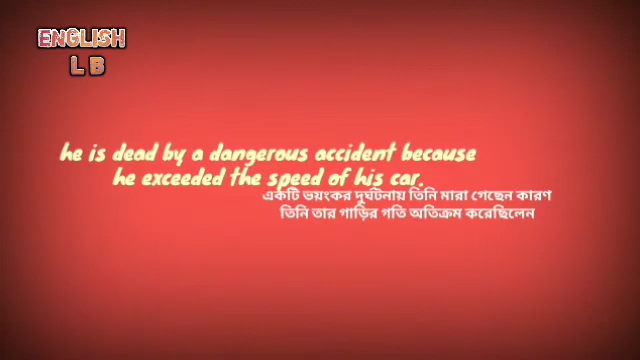 ENGLISH
L B
he is dead by a dangerous accident because
he exceeded the speed of his car.
একটি ভয়ংকর দুর্ঘটনায় তিনি মারা গেছেন কারণ
তিনি তার গাড়ির গতি অতিক্রম করেছিলেন